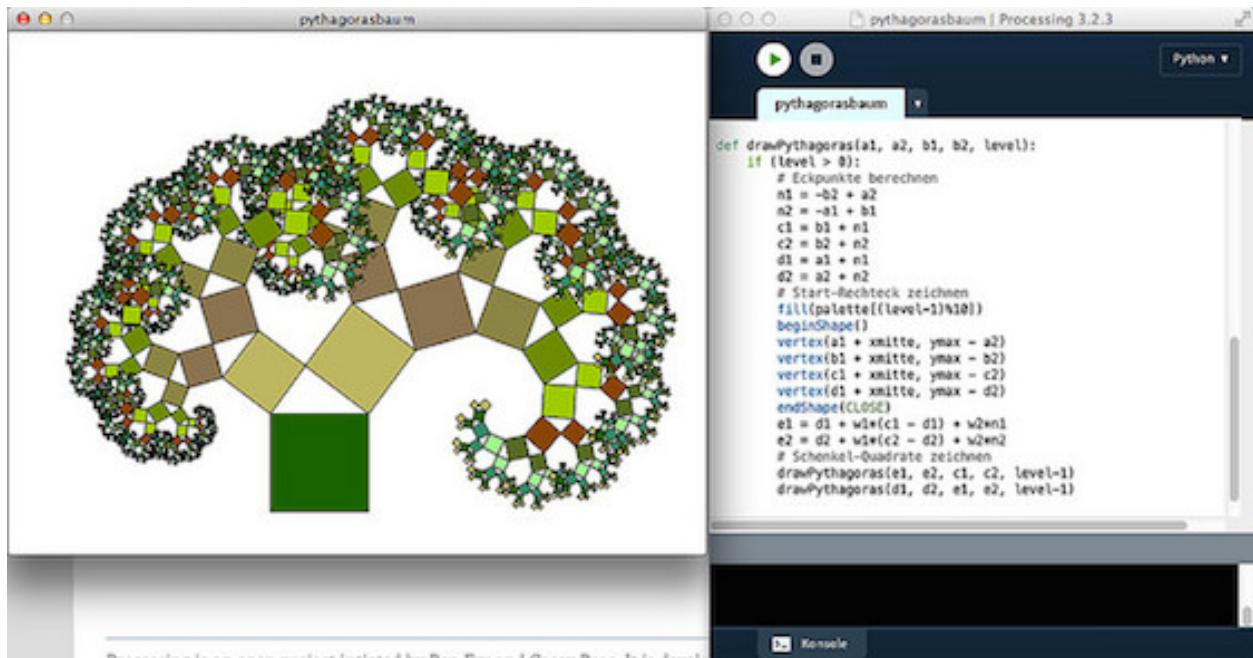 pythagorasbaum
pythagorasbaum | Processing 3.2.3
Python ▾
pythagorasbaum
def drawPythagoras(a1, a2, b1, b2, level):
if (level > 0):
# Eckpunkte berechnen
n1 = -b2 + a2
n2 = -a1 + b1
c1 = b1 + n1
c2 = b2 + n2
d1 = a1 + n1
d2 = a2 + n2
# Start-Rechteck zeichnen
fill(palette[(level-1)%10])
beginShape()
vertex(a1 + xmitte, ymax - a2)
vertex(b1 + xmitte, ymax - b2)
vertex(c1 + xmitte, ymax - c2)
vertex(d1 + xmitte, ymax - d2)
endShape(CLOSE)
e1 = d1 + w1*(c1 - d1) + w2*n1
e2 = d2 + w1*(c2 - d2) + w2*n2
# Schenkel-Quadrate zeichnen
drawPythagoras(e1, e2, c1, c2, level-1)
drawPythagoras(d1, d2, e1, e2, level-1)
Konsole